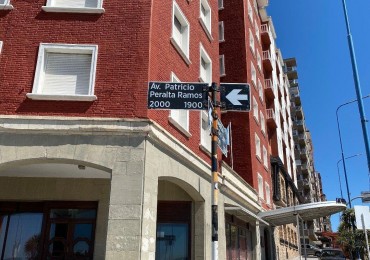 Av. Patricio
Peralta Ramos
2000 1900